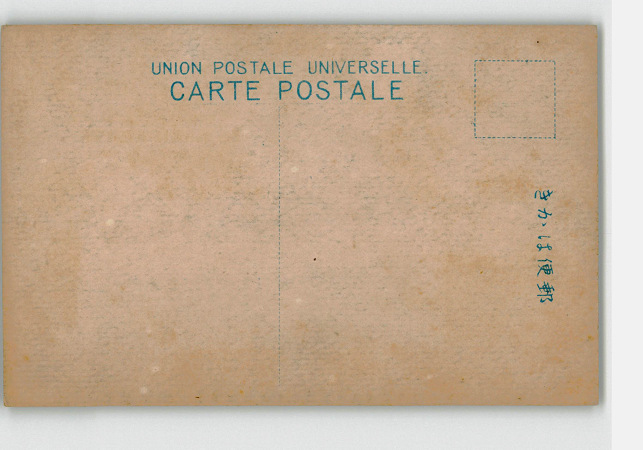 UNION POSTALE UNIVERSELLE.
CARTE POSTALE
きかは便郵